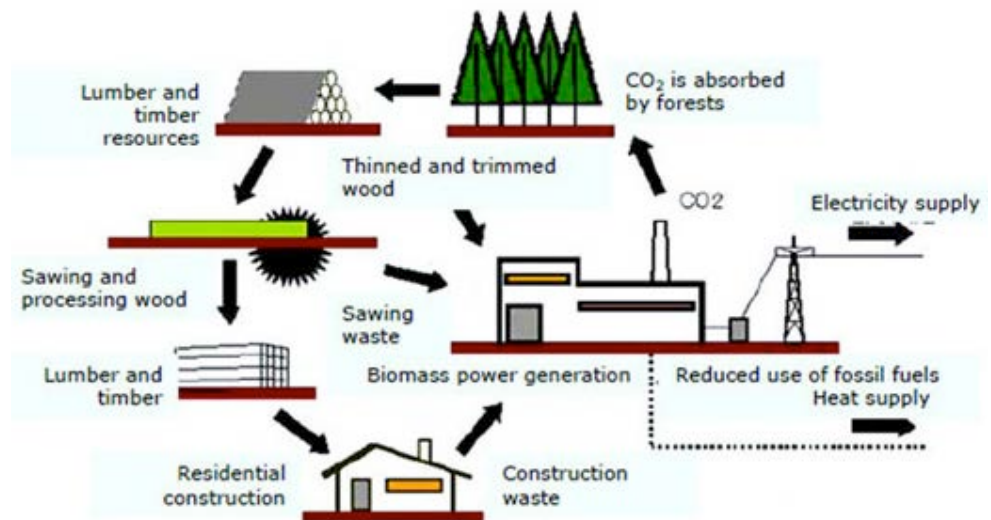 CO₂ is absorbed
by forests
Lumber and
timber
resources
Thinned and trimmed
wood
CO2
Electricity supply
Sawing and
processing wood
Sawing
waste
Lumber and
timber
Biomass power generation
Reduced use of fossil fuels
Heat supply
Residential
construction
Construction
waste